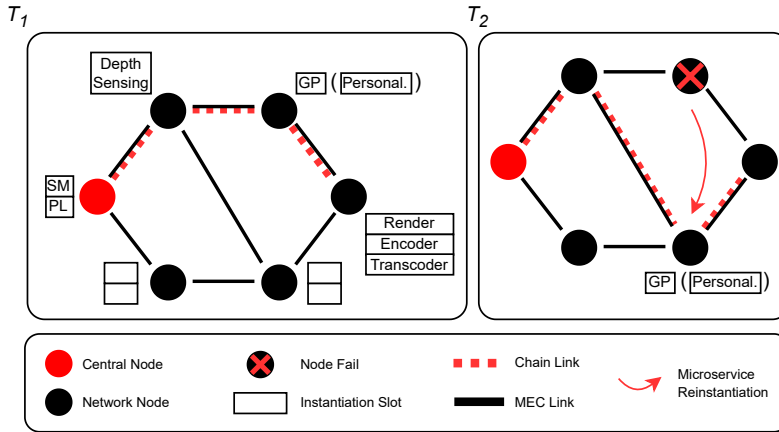 T1
T2
Depth
Sensing
GP ( Personal. )
SM
PL
Render
Encoder
Transcoder
GP ( Personal. )
Central Node
Node Fail
Chain Link
Microservice
Reinstantiation
Network Node
Instantiation Slot
MEC Link